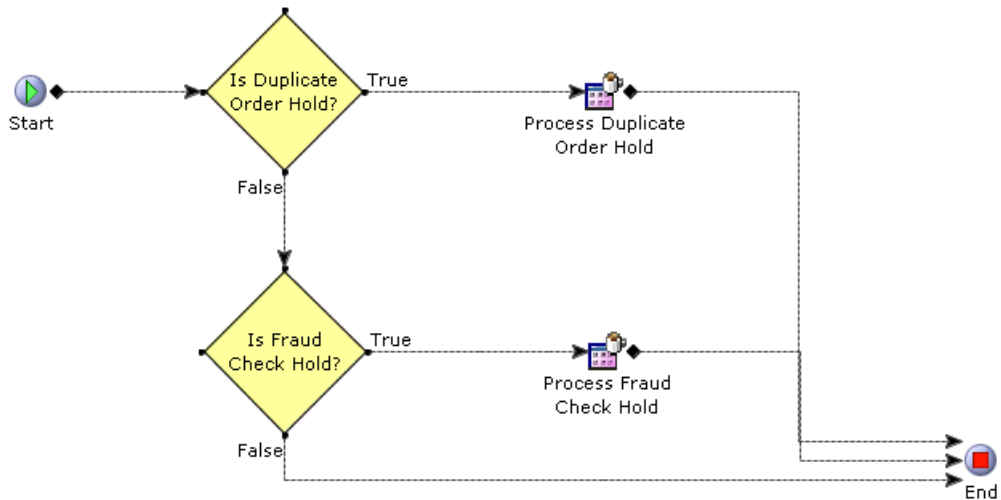 Start
Is Duplicate
Order Hold?
True
Process Duplicate
Order Hold
False
Is Fraud
Check Hold?
True
Process Fraud
Check Hold
False
End